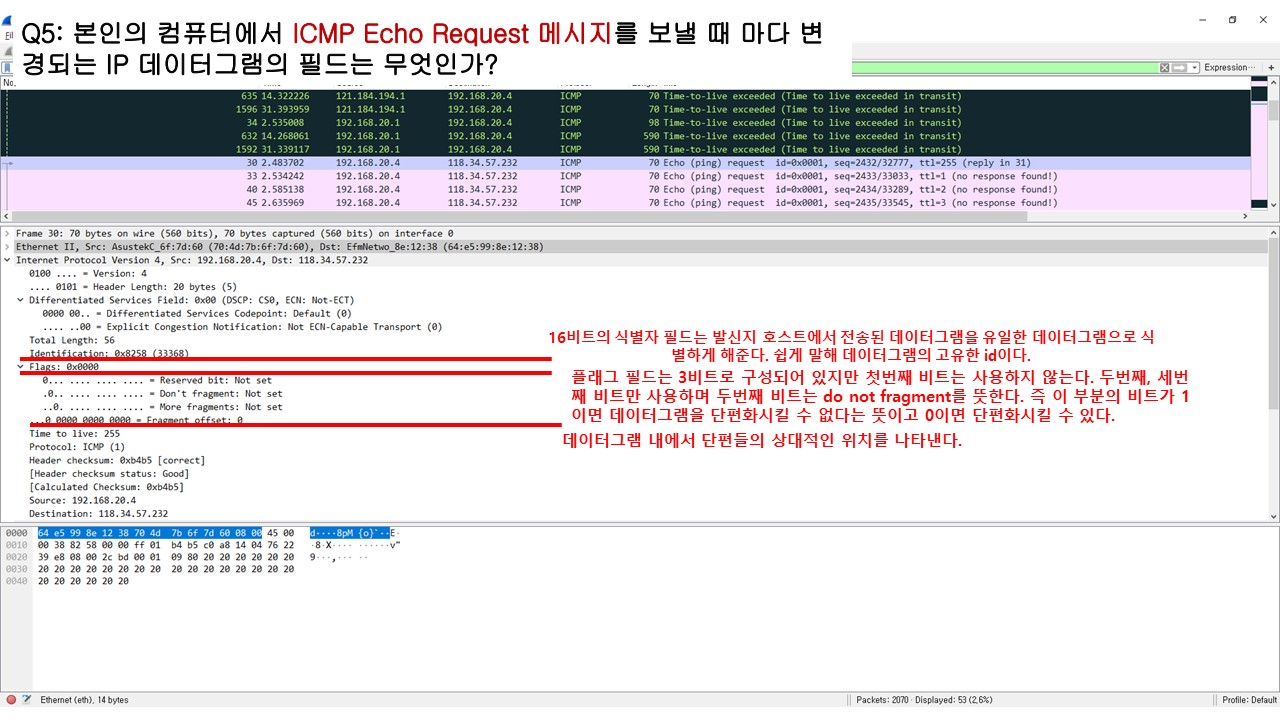 Q5: 본인의 컴퓨터에서 ICMP Echo Request 메시지를 보낼 때 마다 변
경되는 IP 데이터그램의 필드는 무엇인가?
Expression…
+
No.
635 14.322226 121.184.194.1 192.168.20.4 ICMP 70 Time-to-live exceeded (Time to live exceeded in transit)
1596 31.393959 121.184.194.1 192.168.20.4 ICMP 70 Time-to-live exceeded (Time to live exceeded in transit)
34 2.535008 192.168.20.1 192.168.20.4 ICMP 98 Time-to-live exceeded (Time to live exceeded in transit)
632 14.268061 192.168.20.1 192.168.20.4 ICMP 590 Time-to-live exceeded (Time to live exceeded in transit)
1592 31.339117 192.168.20.1 192.168.20.4 ICMP 590 Time-to-live exceeded (Time to live exceeded in transit)
30 2.483702 192.168.20.4 118.34.57.232 ICMP 70 Echo (ping) request id=0x0001, seq=2432/32777, ttl=255 (reply in 31)
33 2.534242 192.168.20.4 118.34.57.232 ICMP 70 Echo (ping) request id=0x0001, seq=2433/33033, ttl=1 (no response found!)
40 2.585138 192.168.20.4 118.34.57.232 ICMP 70 Echo (ping) request id=0x0001, seq=2434/33289, ttl=2 (no response found!)
45 2.635969 192.168.20.4 118.34.57.232 ICMP 70 Echo (ping) request id=0x0001, seq=2435/33545, ttl=3 (no response found!)
Frame 30: 70 bytes on wire (560 bits), 70 bytes captured (560 bits) on interface 0
Ethernet II, Src: AsustekC_6f:7d:60 (70:4d:7b:6f:7d:60), Dst: EfmNetwo_8e:12:38 (64:e5:99:8e:12:38)
Internet Protocol Version 4, Src: 192.168.20.4, Dst: 118.34.57.232
0100 .... = Version: 4
.... 0101 = Header Length: 20 bytes (5)
Differentiated Services Field: 0x00 (DSCP: CS0, ECN: Not-ECT)
0000 00.. = Differentiated Services Codepoint: Default (0)
.... ..00 = Explicit Congestion Notification: Not ECN-Capable Transport (0)
Total Length: 56
Identification: 0x8258 (33368)
Flags: 0x0000
0... .... .... .... = Reserved bit: Not set
.0.. .... .... .... = Don't fragment: Not set
..0. .... .... .... = More fragments: Not set
...0 0000 0000 0000 = Fragment offset: 0
Time to live: 255
Protocol: ICMP (1)
Header checksum: 0xb4b5 [correct]
[Header checksum status: Good]
[Calculated Checksum: 0xb4b5]
Source: 192.168.20.4
Destination: 118.34.57.232
16비트의 식별자 필드는 발신지 호스트에서 전송된 데이터그램을 유일한 데이터그램으로 식
별하게 해준다. 쉽게 말해 데이터그램의 고유한 id이다.
플래그 필드는 3비트로 구성되어 있지만 첫번째 비트는 사용하지 않는다. 두번째, 세번
째 비트만 사용하며 두번째 비트는 do not fragment를 뜻한다. 즉 이 부분의 비트가 1
이면 데이터그램을 단편화시킬 수 없다는 뜻이고 0이면 단편화시킬 수 있다.
데이터그램 내에서 단편들의 상대적인 위치를 나타낸다.
0000 64 e5 99 8e 12 38 70 4d 7b 6f 7d 60 08 00 45 00 d····8pM {o}`··E·
0010 00 38 82 58 00 00 ff 01 b4 b5 c0 a8 14 04 76 22 ·8·X···· ······v"
0020 39 e8 08 00 2c bd 00 01 09 80 20 20 20 20 20 20 9···,··· ··
0030 20 20 20 20 20 20 20 20 20 20 20 20 20 20 20 20
0040 20 20 20 20 20 20
Ethernet (eth), 14 bytes
Packets: 2070 · Displayed: 53 (2.6%)
Profile: Default